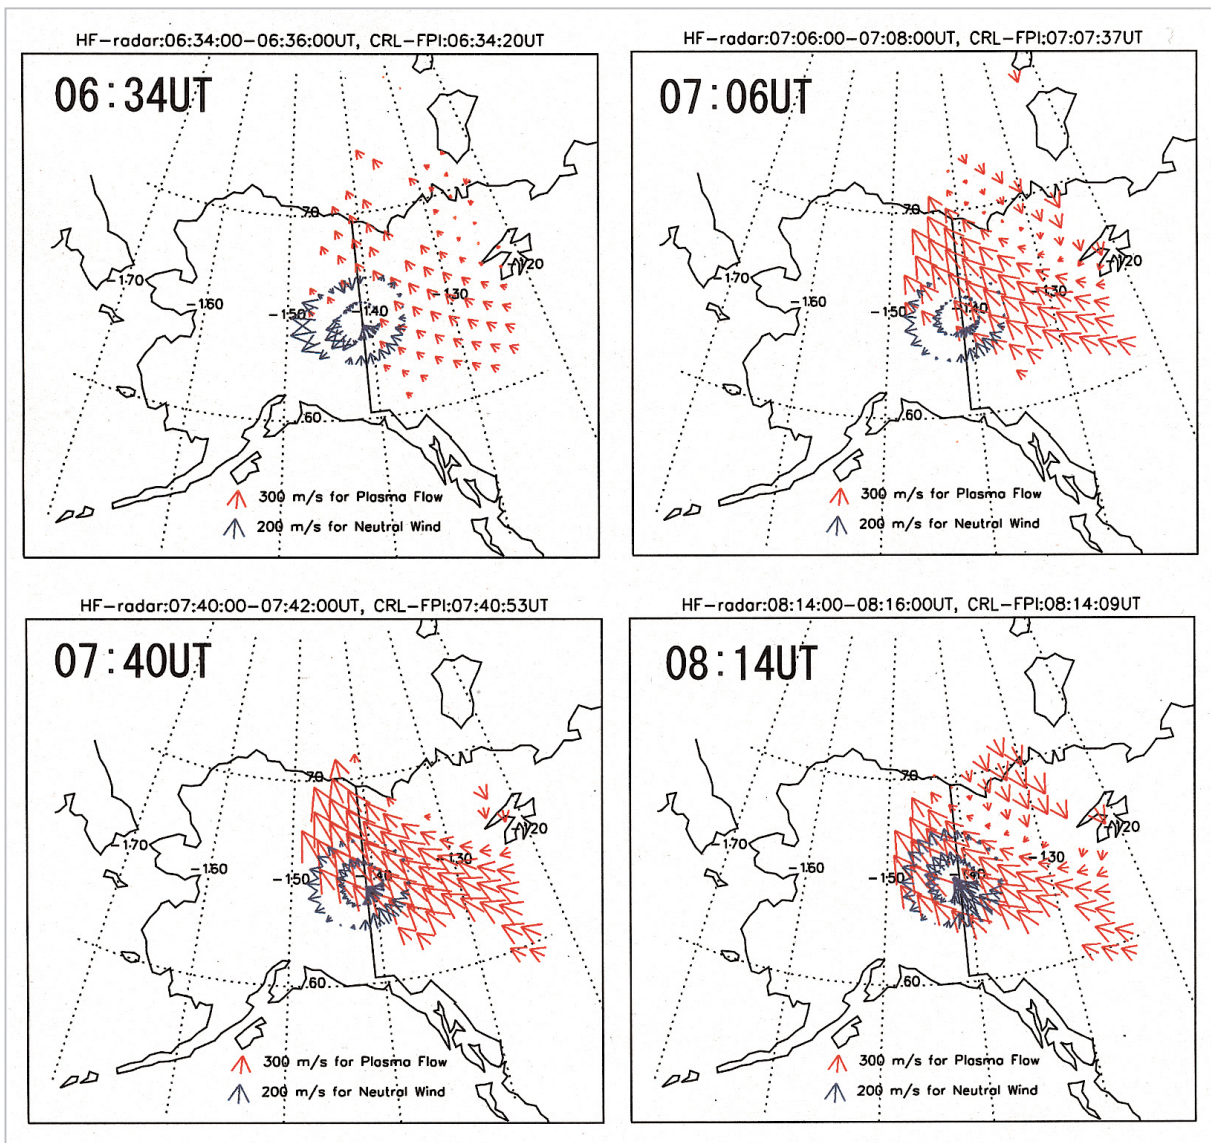 HF-radar:06:34:00-06:36:00UT, CRL-FPI:06:34:20UT
06:34UT
70
-170
-160
-150
-140
-130
-120
60
300 m/s for Plasma Flow
200 m/s for Neutral Wind
HF-radar:07:06:00-07:08:00UT, CRL-FPI:07:07:37UT
07:06UT
70
-170
-160
-150
-140
-130
-120
60
300 m/s for Plasma Flow
200 m/s for Neutral Wind
HF-radar:07:40:00-07:42:00UT, CRL-FPI:07:40:53UT
07:40UT
70
-170
-160
-150
-140
-130
-120
60
300 m/s for Plasma Flow
200 m/s for Neutral Wind
HF-radar:08:14:00-08:16:00UT, CRL-FPI:08:14:09UT
08:14UT
70
-170
-160
-150
-140
-130
-120
60
300 m/s for Plasma Flow
200 m/s for Neutral Wind